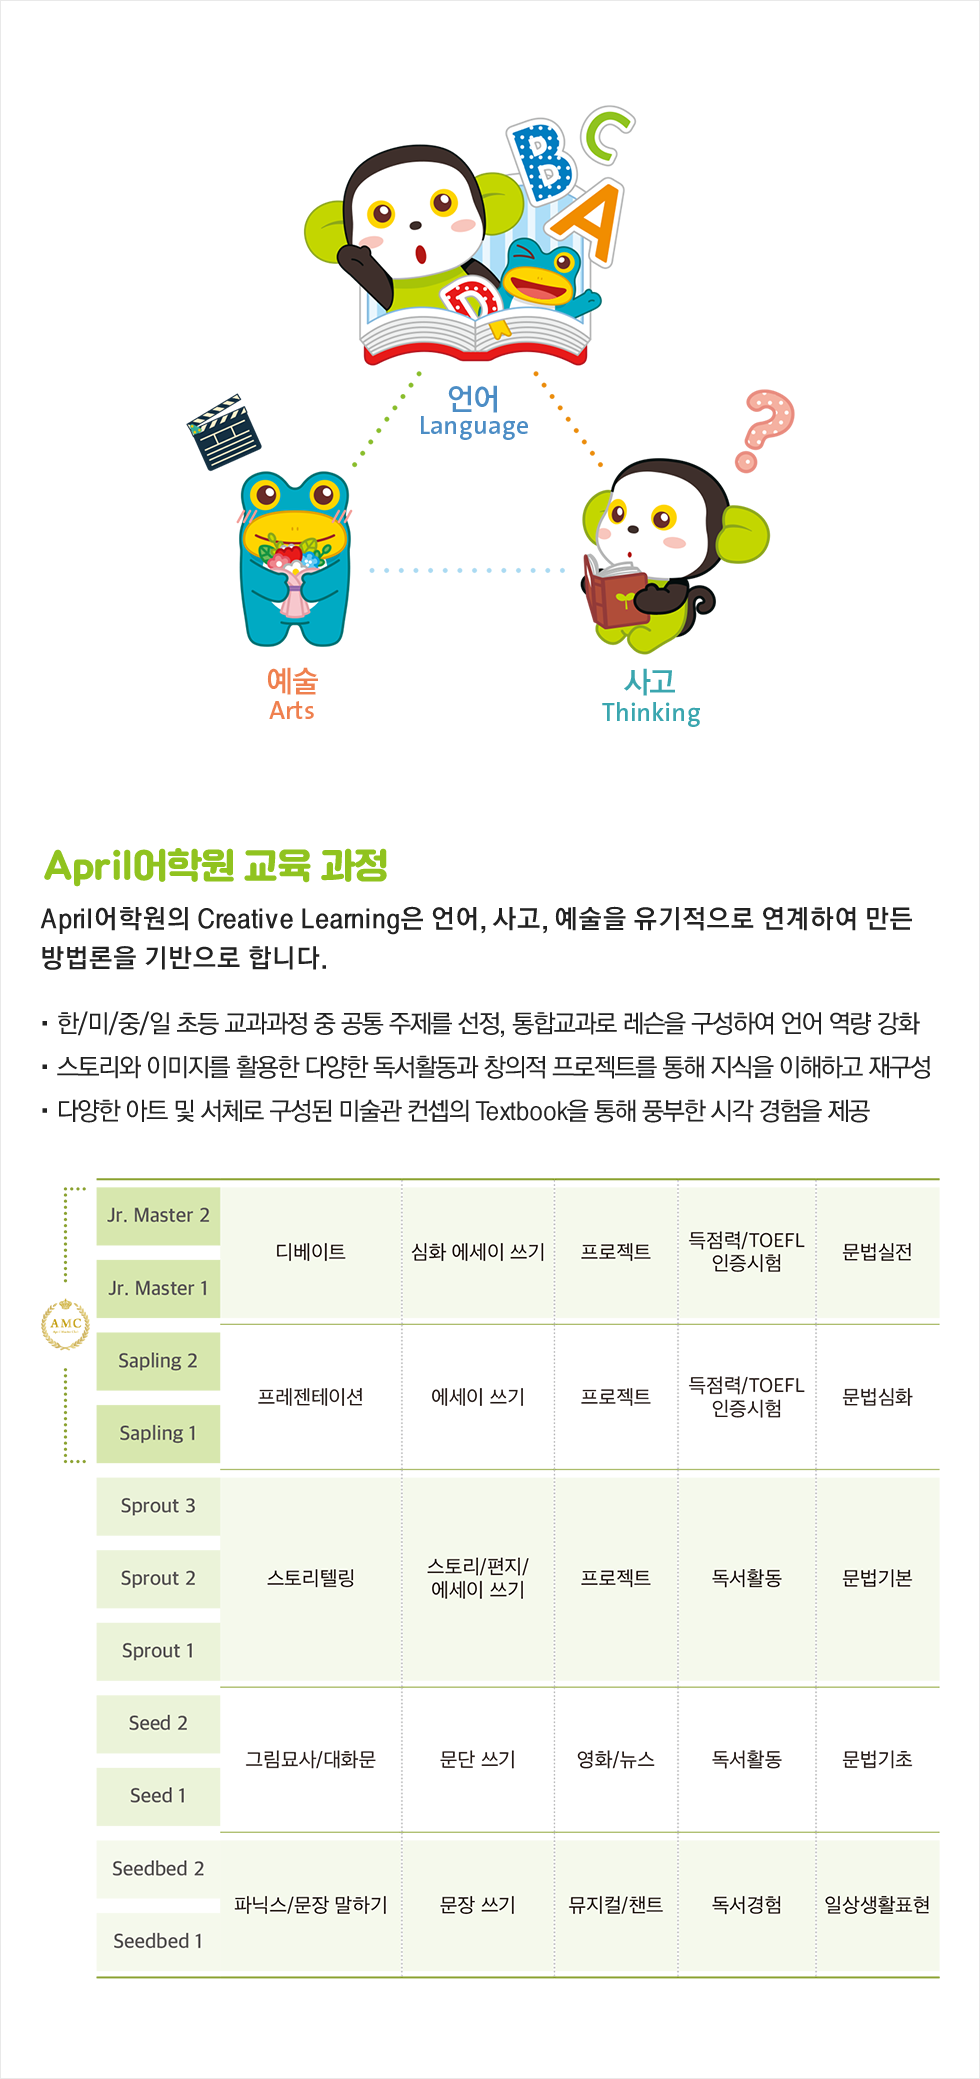 B
C
A
D
언어
Language
예술
Arts
?
사고
Thinking
April어학원 교육 과정
April어학원의 Creative Learning은 언어, 사고, 예술을 유기적으로 연계하여 만든
방법론을 기반으로 합니다.
· 한/미/중/일 초등 교과과정 중 공통 주제를 선정, 통합교과로 레슨을 구성하여 언어 역량 강화
· 스토리와 이미지를 활용한 다양한 독서활동과 창의적 프로젝트를 통해 지식을 이해하고 재구성
· 다양한 아트 및 서체로 구성된 미술관 컨셉의 Textbook을 통해 풍부한 시각 경험을 제공
AMC
Jr. Master 2
Jr. Master 1
디베이트
심화 에세이 쓰기
프로젝트
득점력/TOEFL
인증시험
문법실전
Sapling 2
Sapling 1
프레젠테이션
에세이 쓰기
프로젝트
득점력/TOEFL
인증시험
문법심화
Sprout 3
Sprout 2
Sprout 1
스토리텔링
스토리/편지/
에세이 쓰기
프로젝트
독서활동
문법기본
Seed 2
Seed 1
그림묘사/대화문
문단 쓰기
영화/뉴스
독서활동
문법기초
Seedbed 2
Seedbed 1
파닉스/문장 말하기
문장 쓰기
뮤지컬/챈트
독서경험
일상생활표현